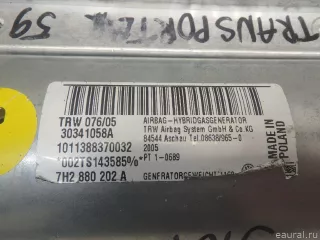 TRANSPORTER
59
TRW 076/05
30341058A
1011388370032
*002TS143585%*
7H2 880 202 A
AIRBAG-HYBRIDGASGENERATOR
TRW Airbag System GmbH & Co.KG
84544 Aschau Tel.08638/965-0
2005
PT 1-0589
MADE IN
POLAND
eaural.ru